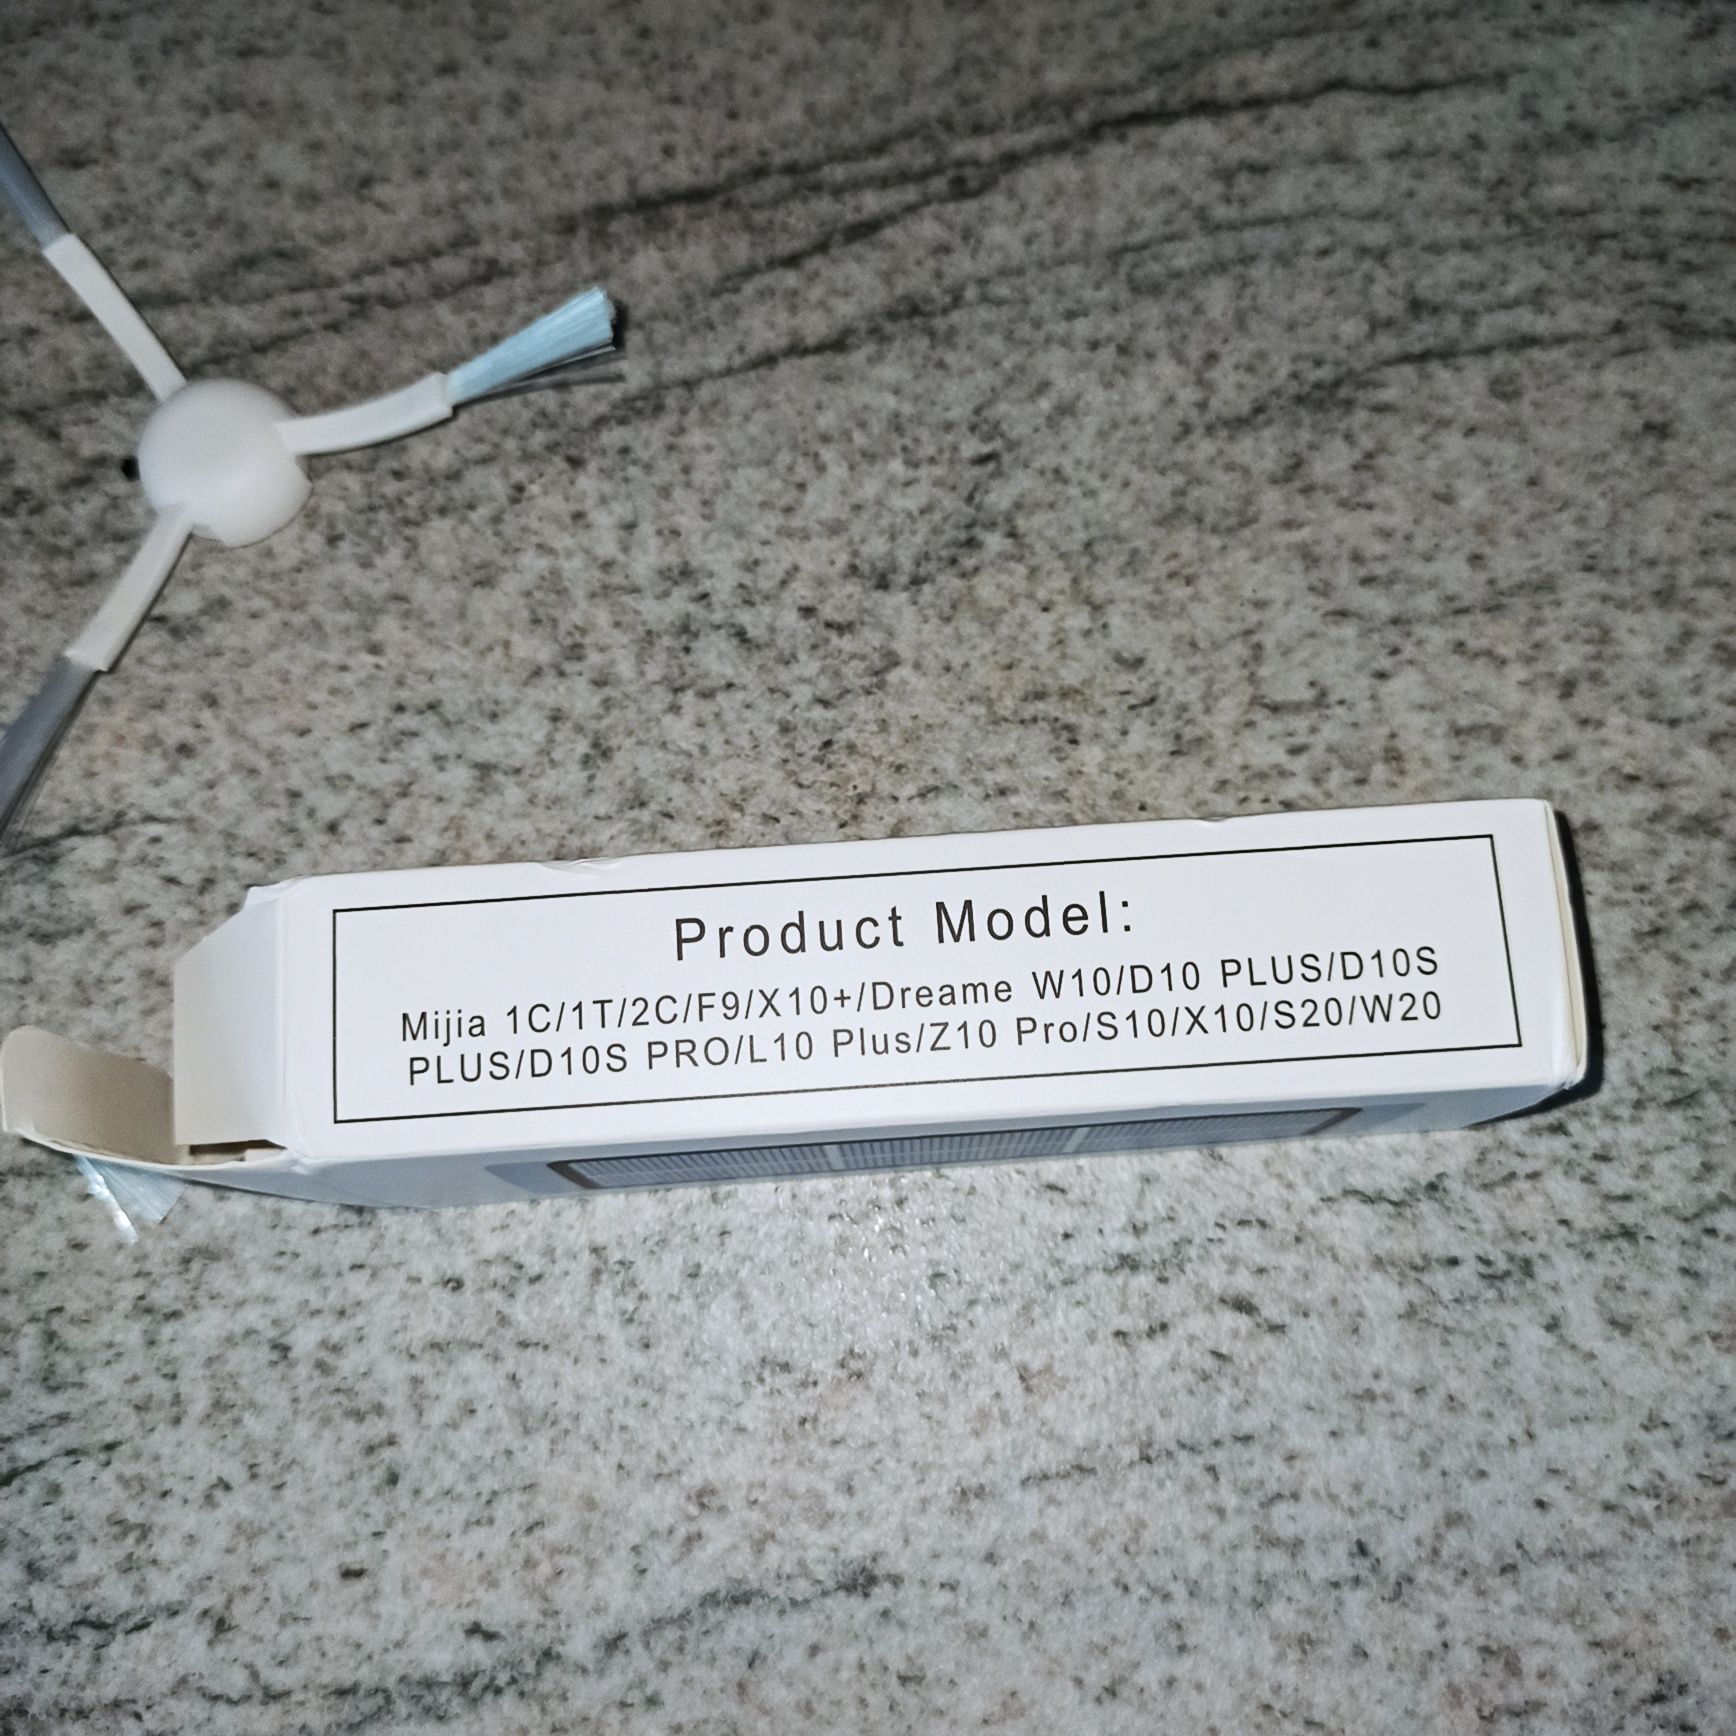 Product Model:
Mijia 1C/1T/2C/F9/X10+/Dreame W10/D10 PLUS/D10S
PLUS/D10S PRO/L10 Plus/Z10 Pro/S10/X10/S20/W20